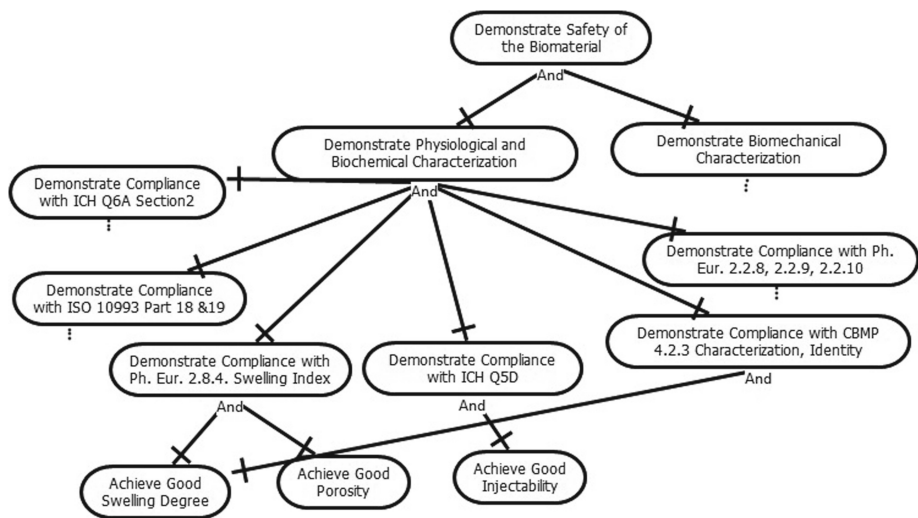 Demonstrate Safety of
the Biomaterial
And
Demonstrate Physiological and
Biochemical Characterization
Demonstrate Biomechanical
Characterization
Demonstrate Compliance
with ICH Q6A Section2
And
Demonstrate Compliance with Ph.
Eur. 2.2.8, 2.2.9, 2.2.10
Demonstrate Compliance
with ISO 10993 Part 18 &19
Demonstrate Compliance with CBMP
4.2.3 Characterization, Identity
Demonstrate Compliance with
Ph. Eur. 2.8.4. Swelling Index
Demonstrate Compliance
with ICH Q5D
And
And
And
Achieve Good
Swelling Degree
Achieve Good
Porosity
Achieve Good
Injectability